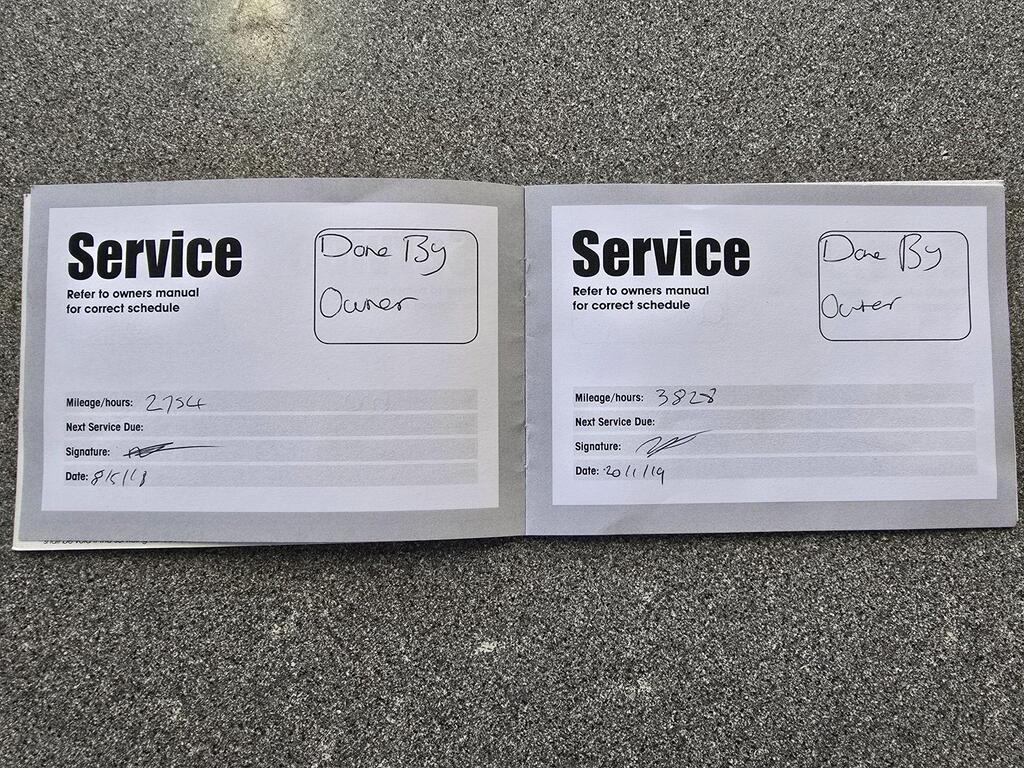 Service
Refer to owners manual
for correct schedule
Done By
Owner
Mileage/hours: 2754
Next Service Due:
Signature:
Date: 8/5/18
Service
Refer to owners manual
for correct schedule
Done By
Owner
Mileage/hours: 3828
Next Service Due:
Signature:
Date: 20/1/19